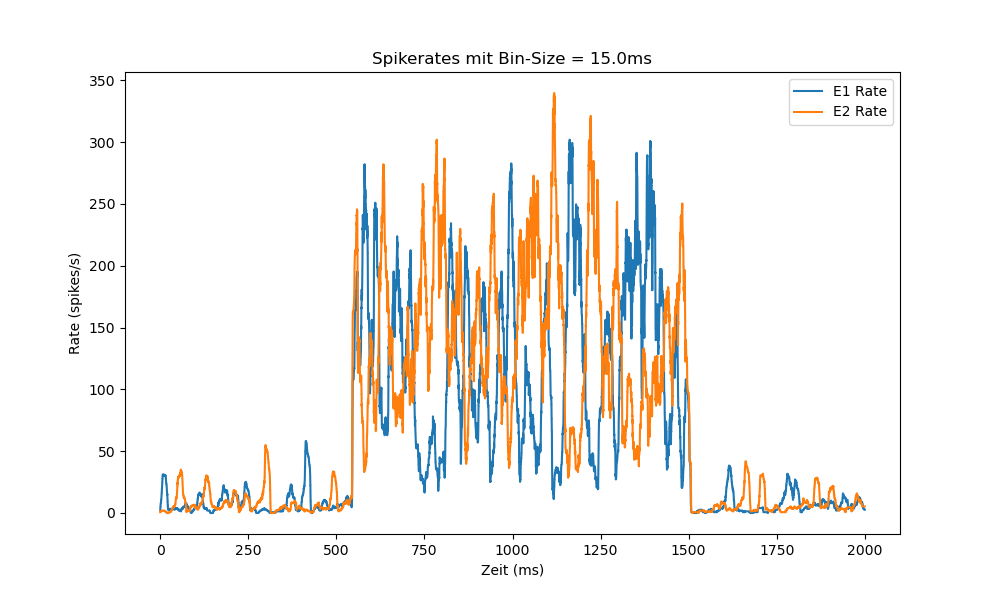 Spikerates mit Bin-Size = 15.0ms
E1 Rate
E2 Rate
350
300
250
200
150
100
50
0
Rate (spikes/s)
0 250 500 750 1000 1250 1500 1750 2000
Zeit (ms)